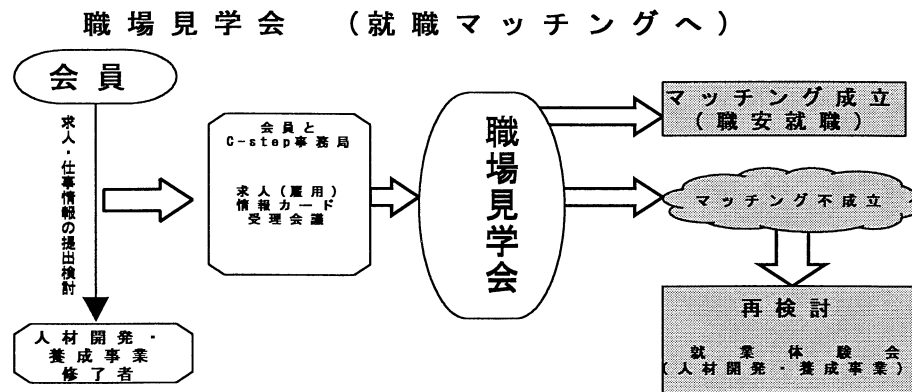 職場見学会 （就職マッチングへ）
会員
求人・仕事情報の提出検討
人材開発・
養成事業
修了者
会員と
C-step事務局
求人(雇用)
情報カード
受理会議
職場見学会
マッチング成立
(職安就職)
マッチング不成立
再検討
就業体験会
(人材開発・養成事業)